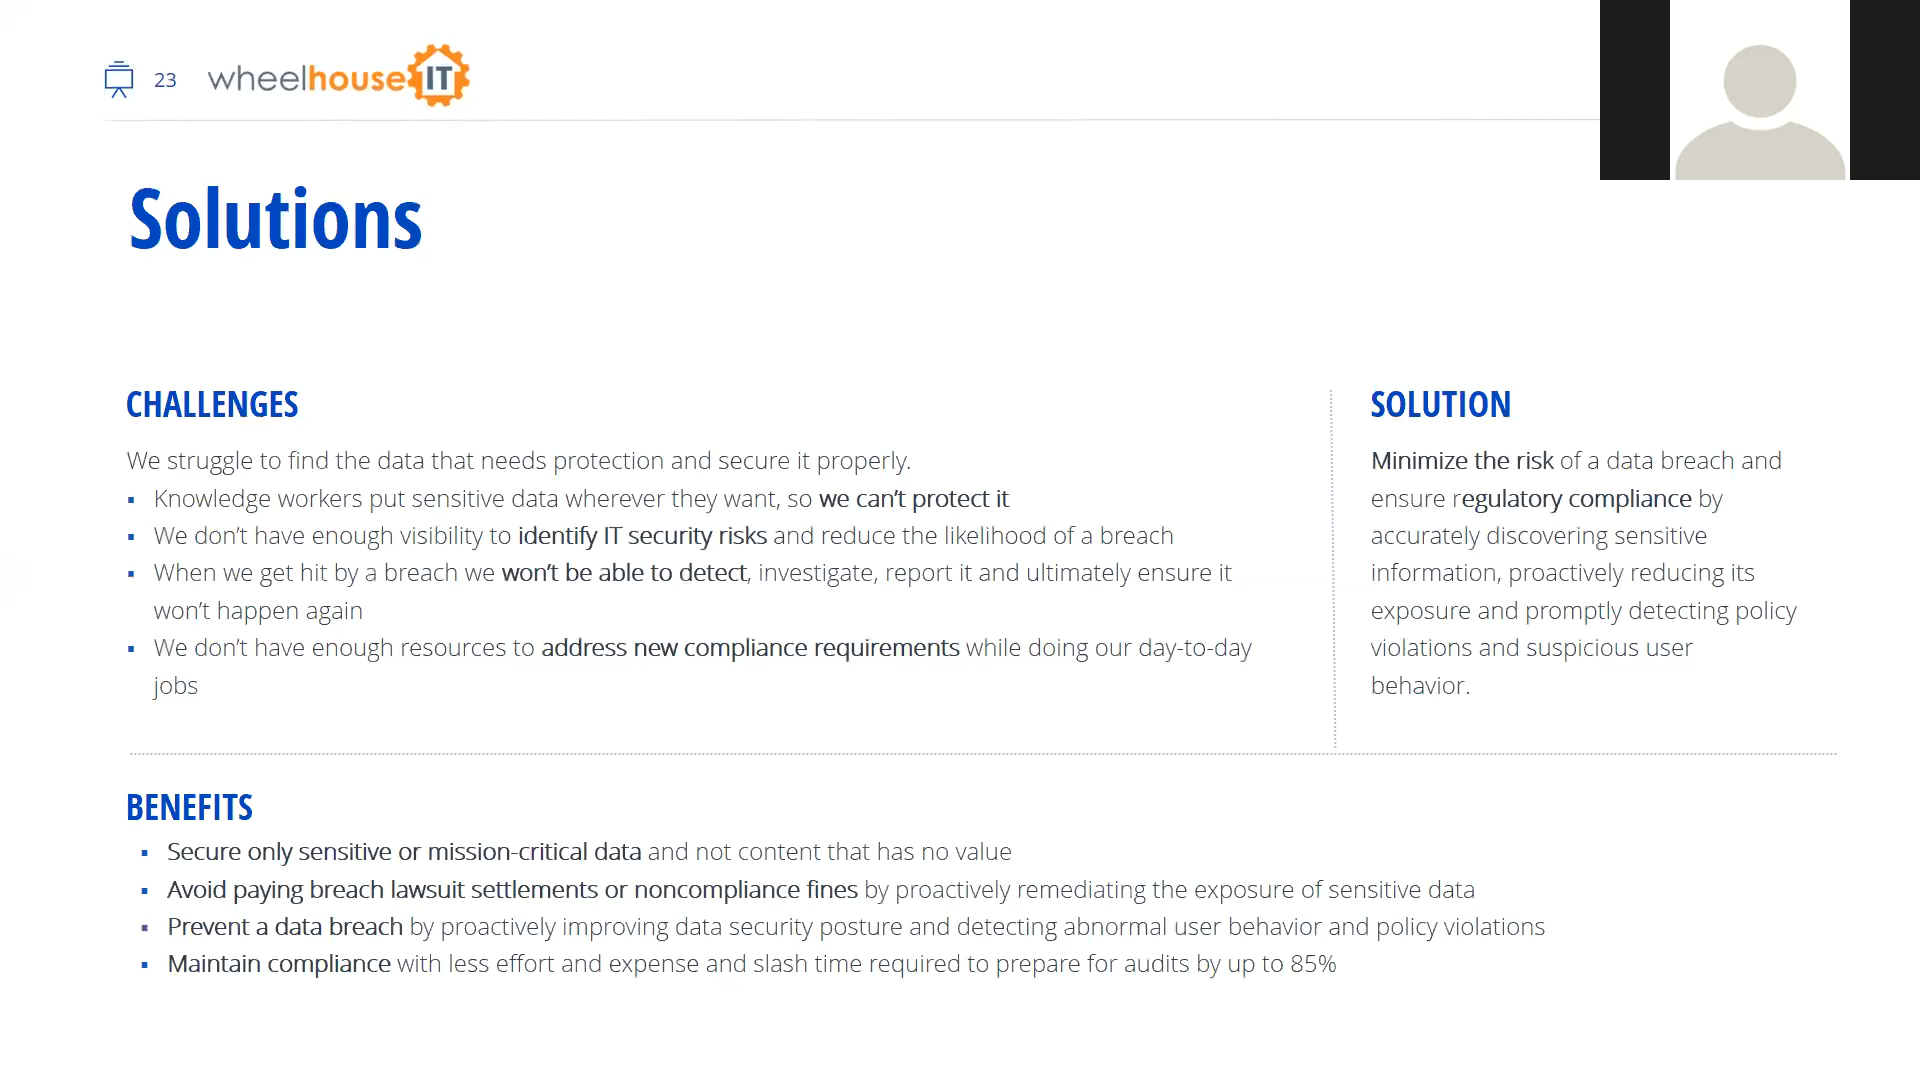 23 wheelhouse IT
Solutions
CHALLENGES
We struggle to find the data that needs protection and secure it properly.
▪ Knowledge workers put sensitive data wherever they want, so we can’t protect it
▪ We don’t have enough visibility to identify IT security risks and reduce the likelihood of a breach
▪ When we get hit by a breach we won’t be able to detect, investigate, report it and ultimately ensure it
won’t happen again
▪ We don’t have enough resources to address new compliance requirements while doing our day-to-day
jobs
SOLUTION
Minimize the risk of a data breach and
ensure regulatory compliance by
accurately discovering sensitive
information, proactively reducing its
exposure and promptly detecting policy
violations and suspicious user
behavior.
BENEFITS
▪ Secure only sensitive or mission-critical data and not content that has no value
▪ Avoid paying breach lawsuit settlements or noncompliance fines by proactively remediating the exposure of sensitive data
▪ Prevent a data breach by proactively improving data security posture and detecting abnormal user behavior and policy violations
▪ Maintain compliance with less effort and expense and slash time required to prepare for audits by up to 85%